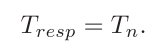 T_{resp} = T_n.